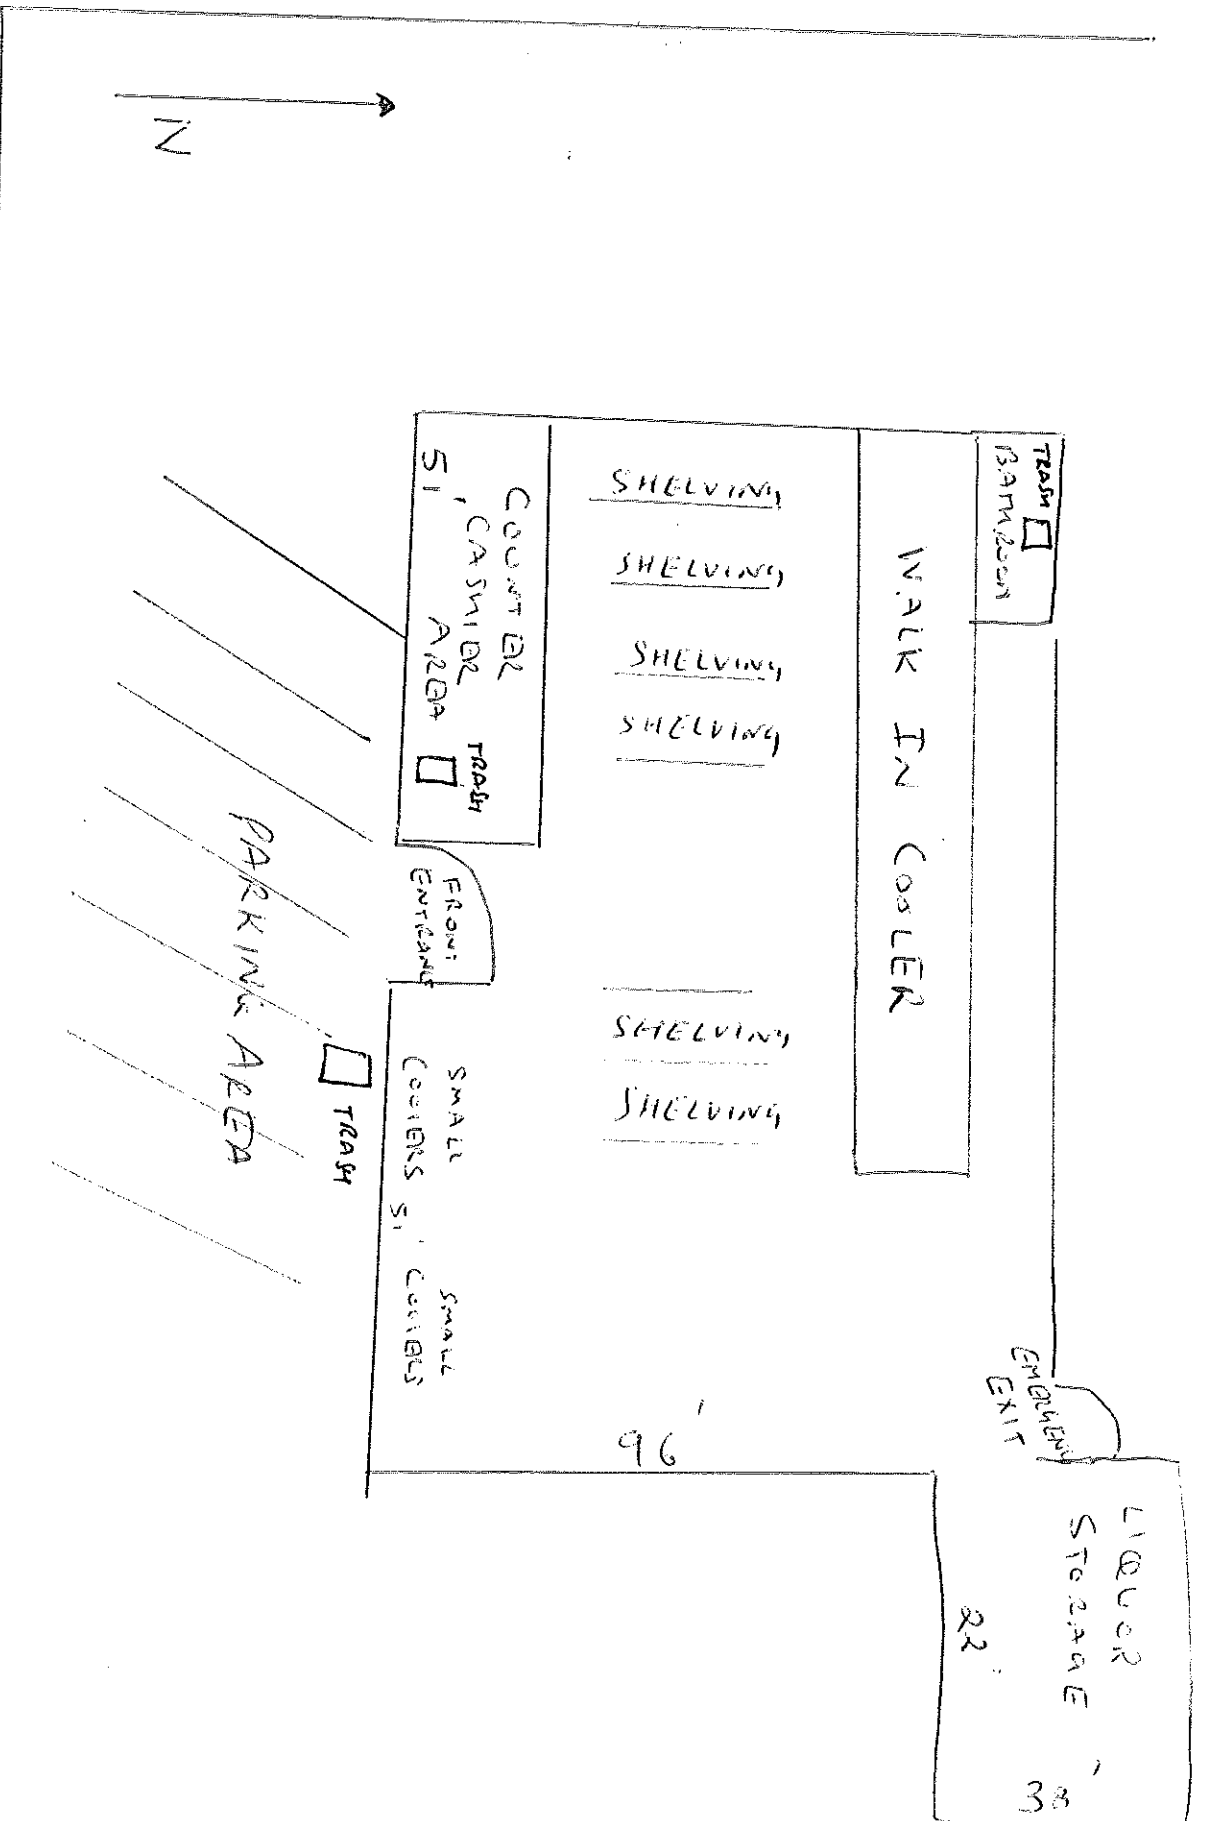 N
TRASH
BATHROOM
WALK IN COOLER
SHELVING
SHELVING
SHELVING
SHELVING
SHELVING
SHELVING
COUNTER
CASHIER
AREA
51'
TRASH
FRONT
ENTRANCE
PARKING AREA
TRASH
SMALL
COOLERS
51'
SMALL
COOLERS
96'
EMERGENCY
EXIT
LIQUOR
STORAGE
22'
38'